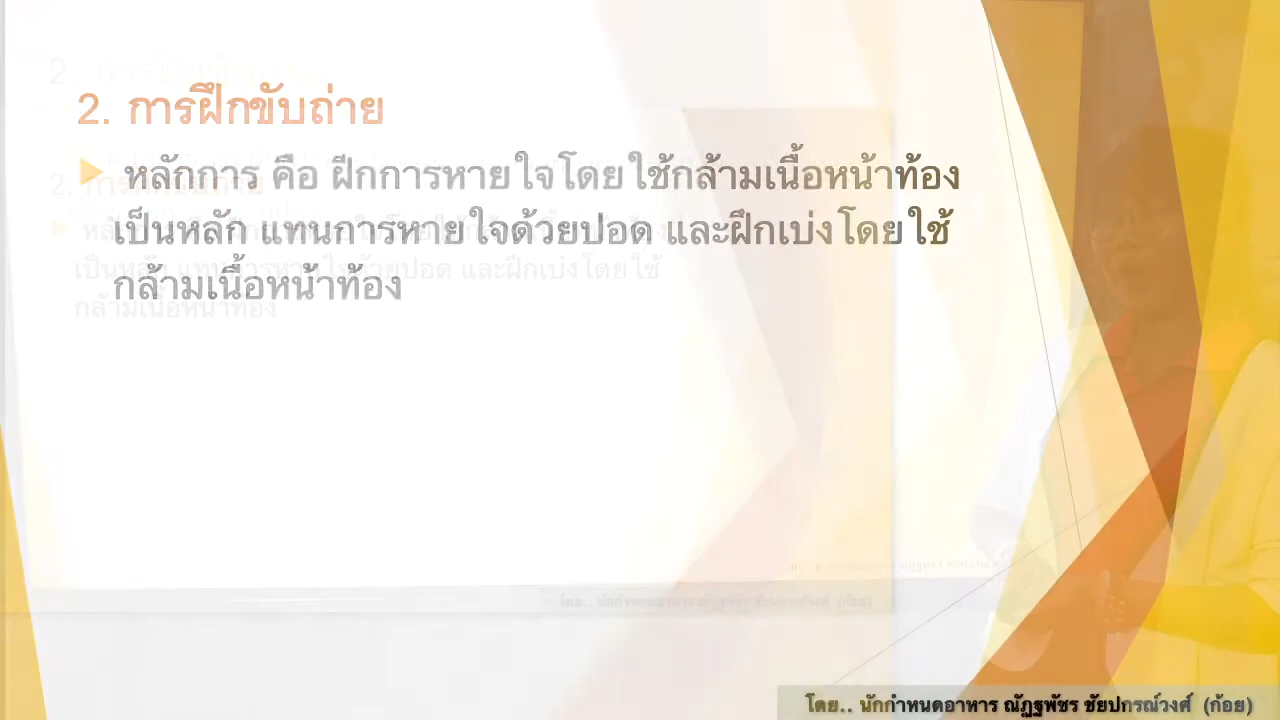 2. การฝึกขับถ่าย
หลักการ คือ ฝึกการหายใจโดยใช้กล้ามเนื้อหน้าท้อง
เป็นหลัก แทนการหายใจด้วยปอด และฝึกเบ่งโดยใช้
กล้ามเนื้อหน้าท้อง
โดย.. นักกำหนดอาหาร ณัฏฐพัชร ชัยปกรณ์วงศ์ (ก้อย)